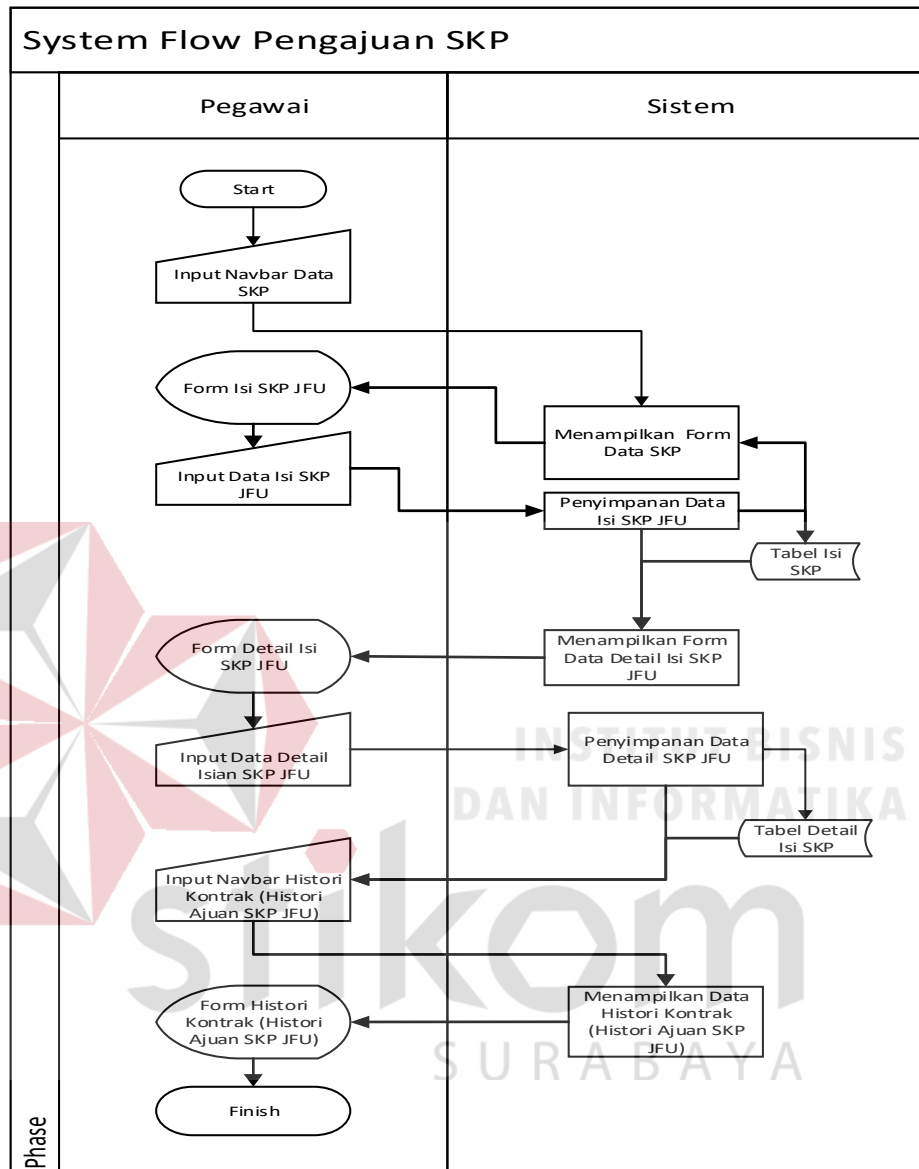 System Flow Pengajuan SKP
Pegawai
Sistem
Start
Input Navbar Data
SKP
Form Isi SKP JFU
Menampilkan Form
Data SKP
Input Data Isi SKP
JFU
Penyimpanan Data
Isi SKP JFU
Tabel Isi
SKP
Form Detail Isi
SKP JFU
Menampilkan Form
Data Detail Isi SKP
JFU
Input Data Detail
Isian SKP JFU
Penyimpanan Data
Detail SKP JFU
INSTITUT BISNIS
DAN INFORMATIKA
Tabel Detail
Isi SKP
Input Navbar Histori
Kontrak (Histori
Ajuan SKP JFU)
stikom
Form Histori
Kontrak (Histori
Ajuan SKP JFU)
Menampilkan Data
Histori Kontrak
(Histori Ajuan SKP
JFU)
SURABAYA
Finish
Phase